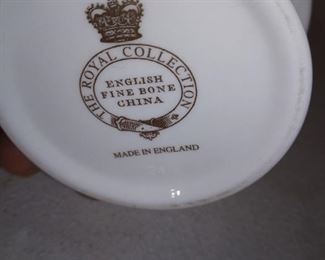 THE ROYAL COLLECTION
ENGLISH
FINE BONE
CHINA
MADE IN ENGLAND